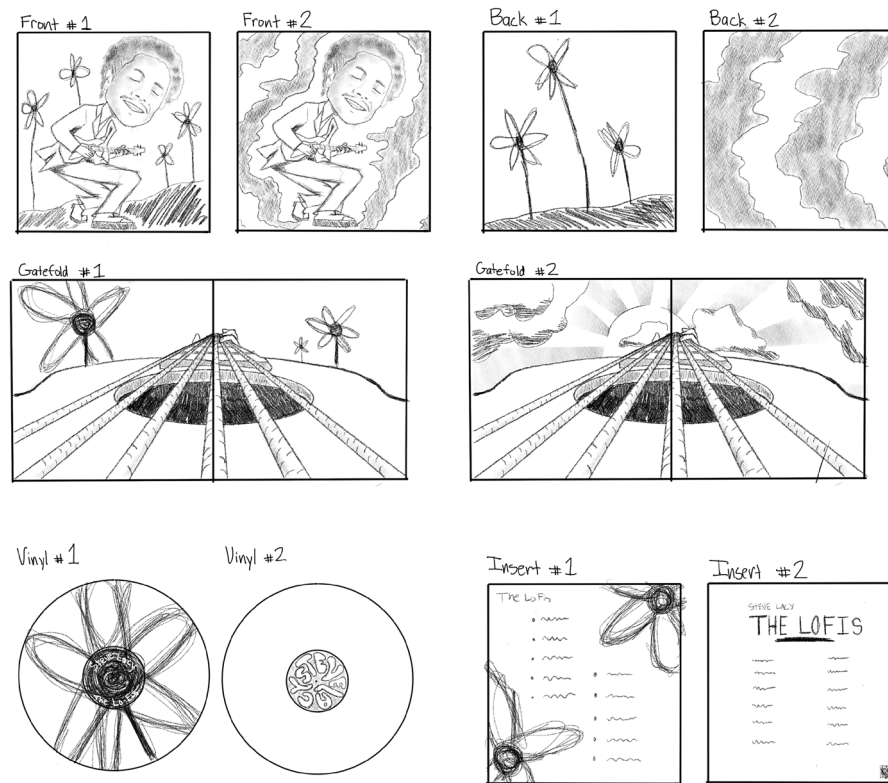 Front #1
Front #2
Back #1
Back #2
Gatefold #1
Gatefold #2
Vinyl #1
Vinyl #2
Insert #1
Insert #2
The Lofis
STEVE LACY
THE LOFIS